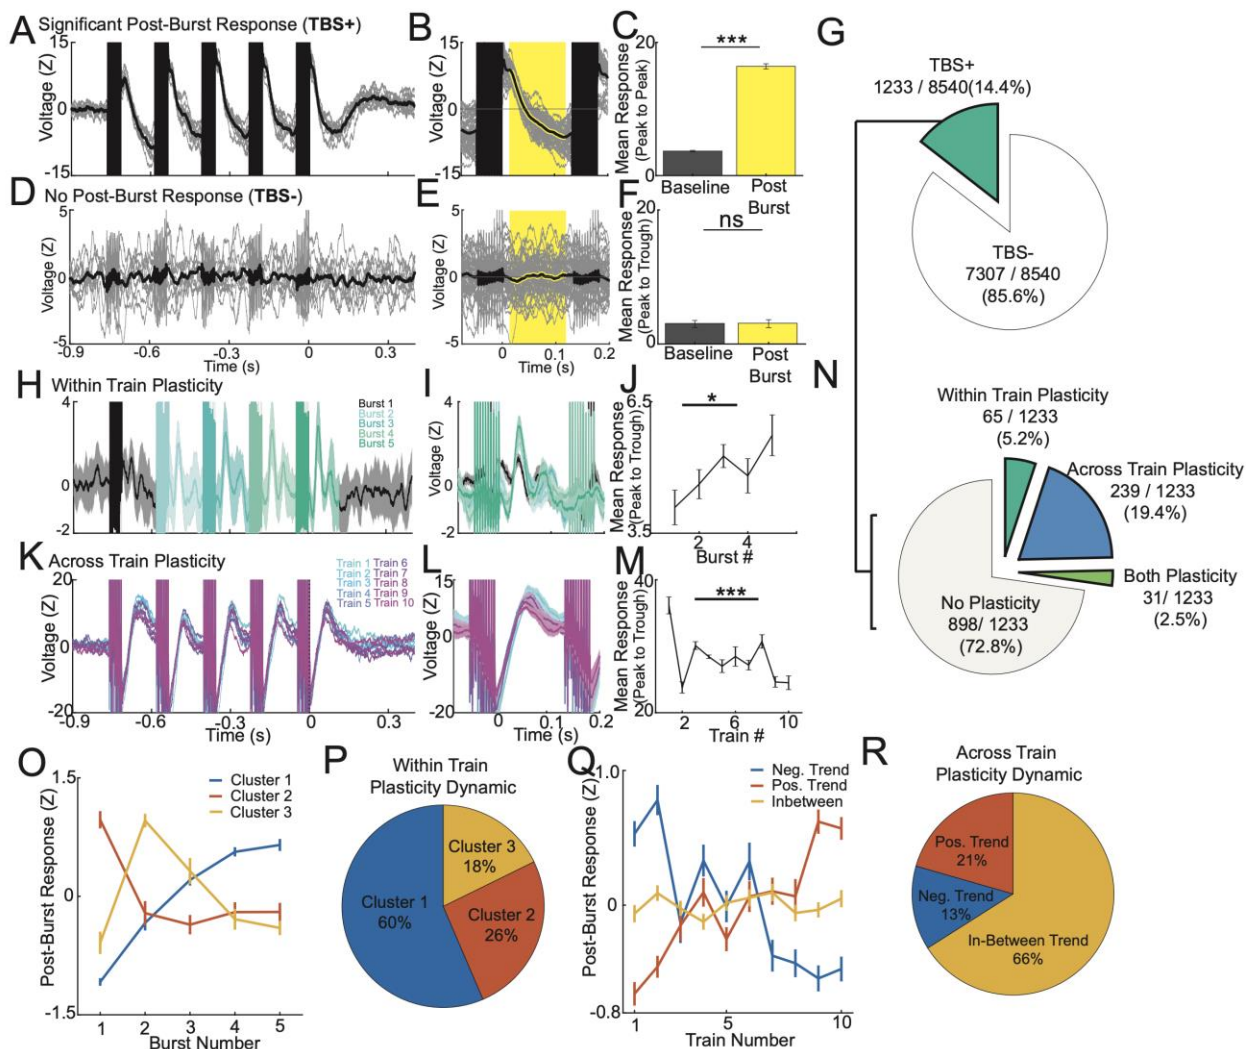 A Significant Post-Burst Response (TBS+)
15
0
-15
Voltage (Z)
B
15
0
-15
Voltage (Z)
C
20
0
Mean Response
(Peak to Peak)
***
Baseline
Post
Burst
D No Post-Burst Response (TBS-)
5
0
-5
Voltage (Z)
-0.9
-0.6
-0.3
0
Time (s)
E
5
0
-5
Voltage (Z)
0
0.1
0.2
Time (s)
F
20
0
Mean Response
(Peak to Trough)
ns
Baseline
Post
Burst
G
TBS+
1233 / 8540(14.4%)
TBS-
7307 / 8540
(85.6%)
H Within Train Plasticity
4
0
-2
Voltage (Z)
Burst 1
Burst 2
Burst 3
Burst 4
Burst 5
I
4
0
-2
Voltage (Z)
J
6.5
3.5
Mean Response
(Peak to Trough)
*
2
4
Burst #
K Across Train Plasticity
20
0
-20
Voltage (Z)
Train 1 Train 6
Train 2 Train 7
Train 3 Train 8
Train 4 Train 9
Train 5 Train 10
-0.9
-0.6
-0.3
0
Time (s)
L
15
0
-20
Voltage (Z)
0
0.1
0.2
Time (s)
M
40
20
Mean Response
(Peak to Trough)
***
2
6
10
Train #
N
Within Train Plasticity
65 / 1233
(5.2%)
Across Train Plasticity
239 / 1233
(19.4%)
Both Plasticity
31/ 1233
(2.5%)
No Plasticity
898/ 1233
(72.8%)
O
1.5
0
-1.5
Post-Burst Response (Z)
Cluster 1
Cluster 2
Cluster 3
1
2
3
4
5
Burst Number
P
Within Train
Plasticity Dynamic
Cluster 3
18%
Cluster 1
60%
Cluster 2
26%
Q
1.0
0
-0.8
Post-Burst Response (Z)
Neg. Trend
Pos. Trend
Inbetween
1
5
10
Train Number
R
Across Train
Plasticity Dynamic
Pos. Trend
21%
Neg. Trend
13%
In-Between Trend
66%